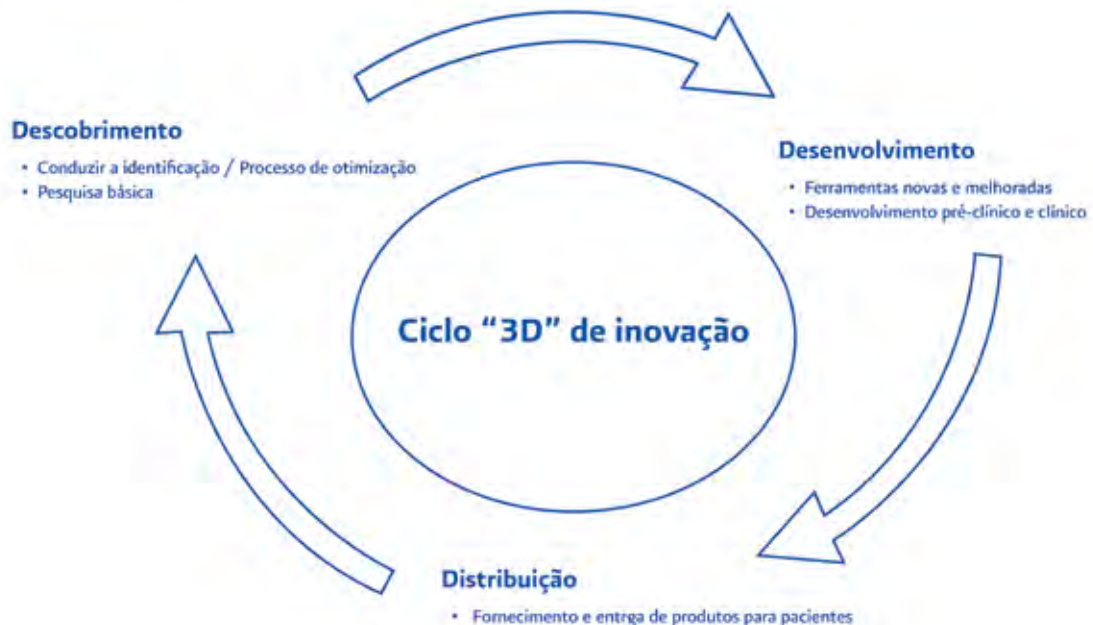 Descobrimento
• Conduzir a identificação / Processo de otimização
• Pesquisa básica
Desenvolvimento
• Ferramentas novas e melhoradas
• Desenvolvimento pré-clínico e clínico
Ciclo “3D” de inovação
Distribuição
• Fornecimento e entrga de produtos para pacientes